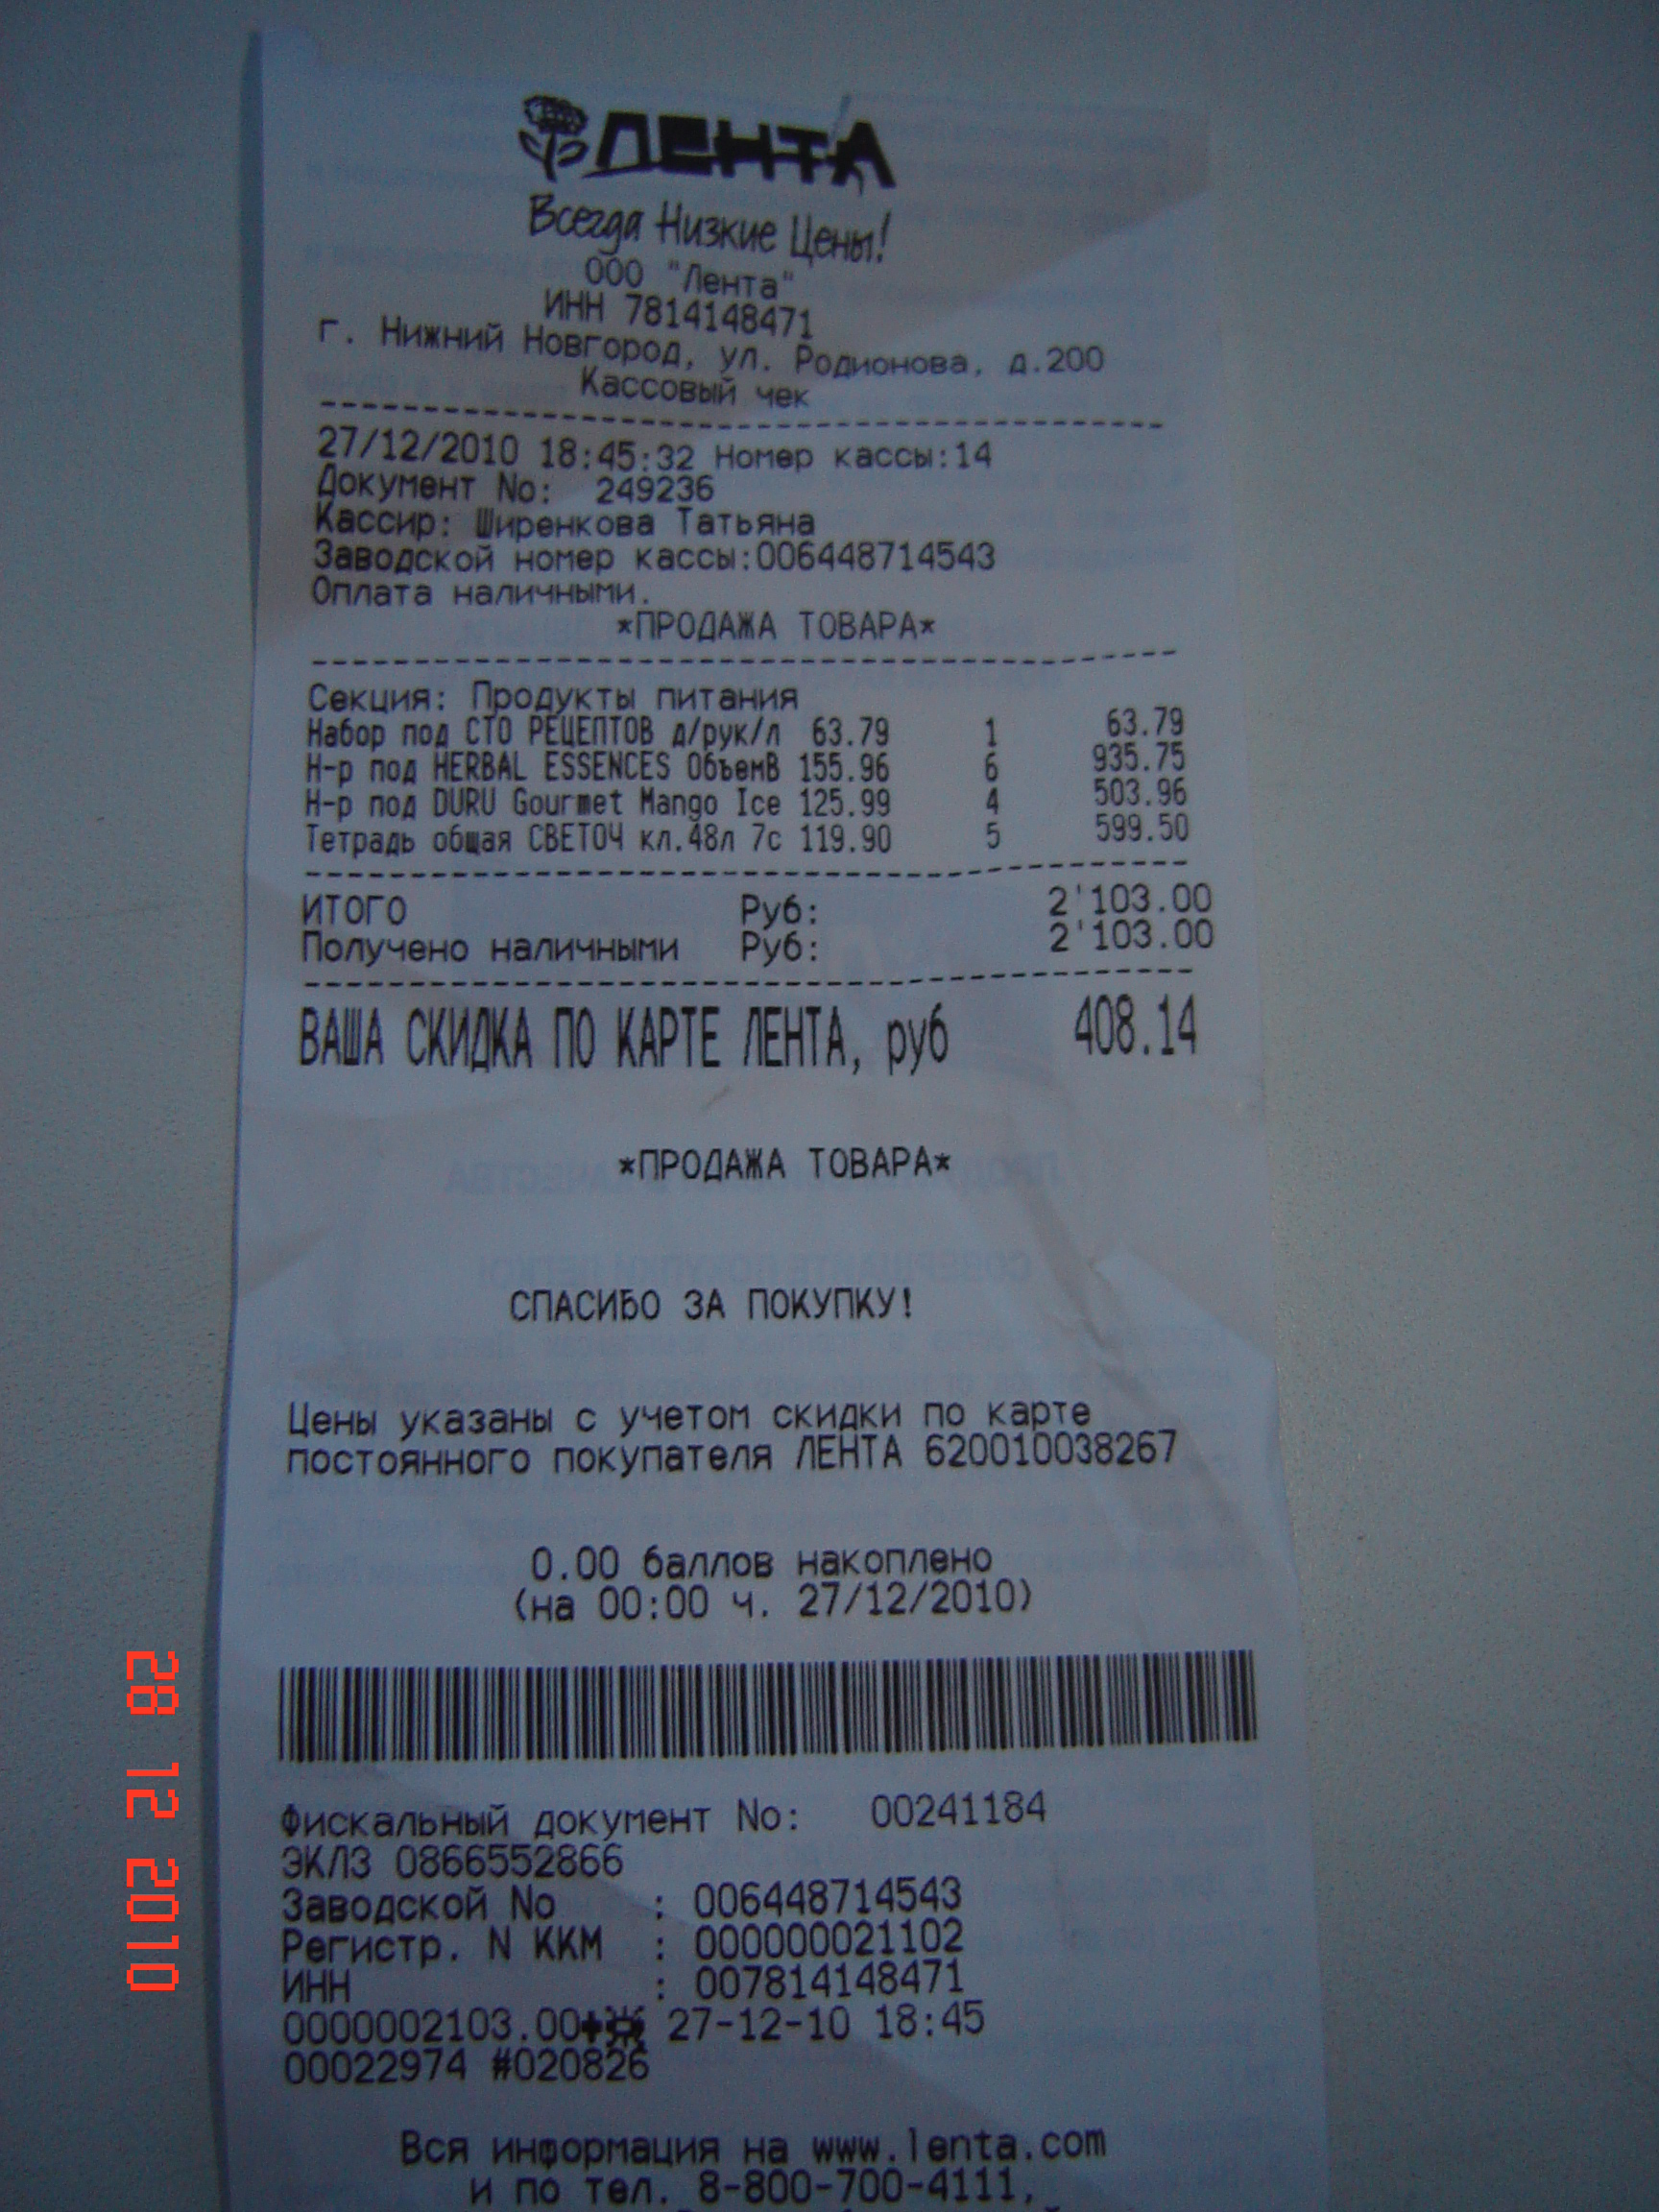 ЛЕНТА
Всегда Низкие Цены!
ООО "Лента"
ИНН 7814148471
г. Нижний Новгород, ул. Родионова, д.200
Кассовый чек
27/12/2010 18:45:32 Номер кассы:14
Документ No: 249236
Кассир: Ширенкова Татьяна
Заводской номер кассы:006448714543
Оплата наличными.
*ПРОДАЖА ТОВАРА*
Секция: Продукты питания
Набор под СТО РЕЦЕПТОВ д/рук/л 63.79 1 63.79
Н-р под HERBAL ESSENCES ОбъемВ 155.96 6 935.75
Н-р под DURU Gourmet Mango Ice 125.99 4 503.96
Тетрадь общая СВЕТОЧ кл.48л 7с 119.90 5 599.50
ИТОГО Руб: 2'103.00
Получено наличными Руб: 2'103.00
ВАША СКИДКА ПО КАРТЕ ЛЕНТА, руб 408.14
*ПРОДАЖА ТОВАРА*
СПАСИБО ЗА ПОКУПКУ!
Цены указаны с учетом скидки по карте
постоянного покупателя ЛЕНТА 620010038267
0.00 баллов накоплено
(на 00:00 ч. 27/12/2010)
Фискальный документ No: 00241184
ЭКЛЗ 0866552866
Заводской No : 006448714543
Регистр. N ККМ : 000000021102
ИНН : 007814148471
0000002103.00+ 27-12-10 18:45
00022974 #020826
Вся информация на www.lenta.com
и по тел. 8-800-700-4111,
28 12 2010